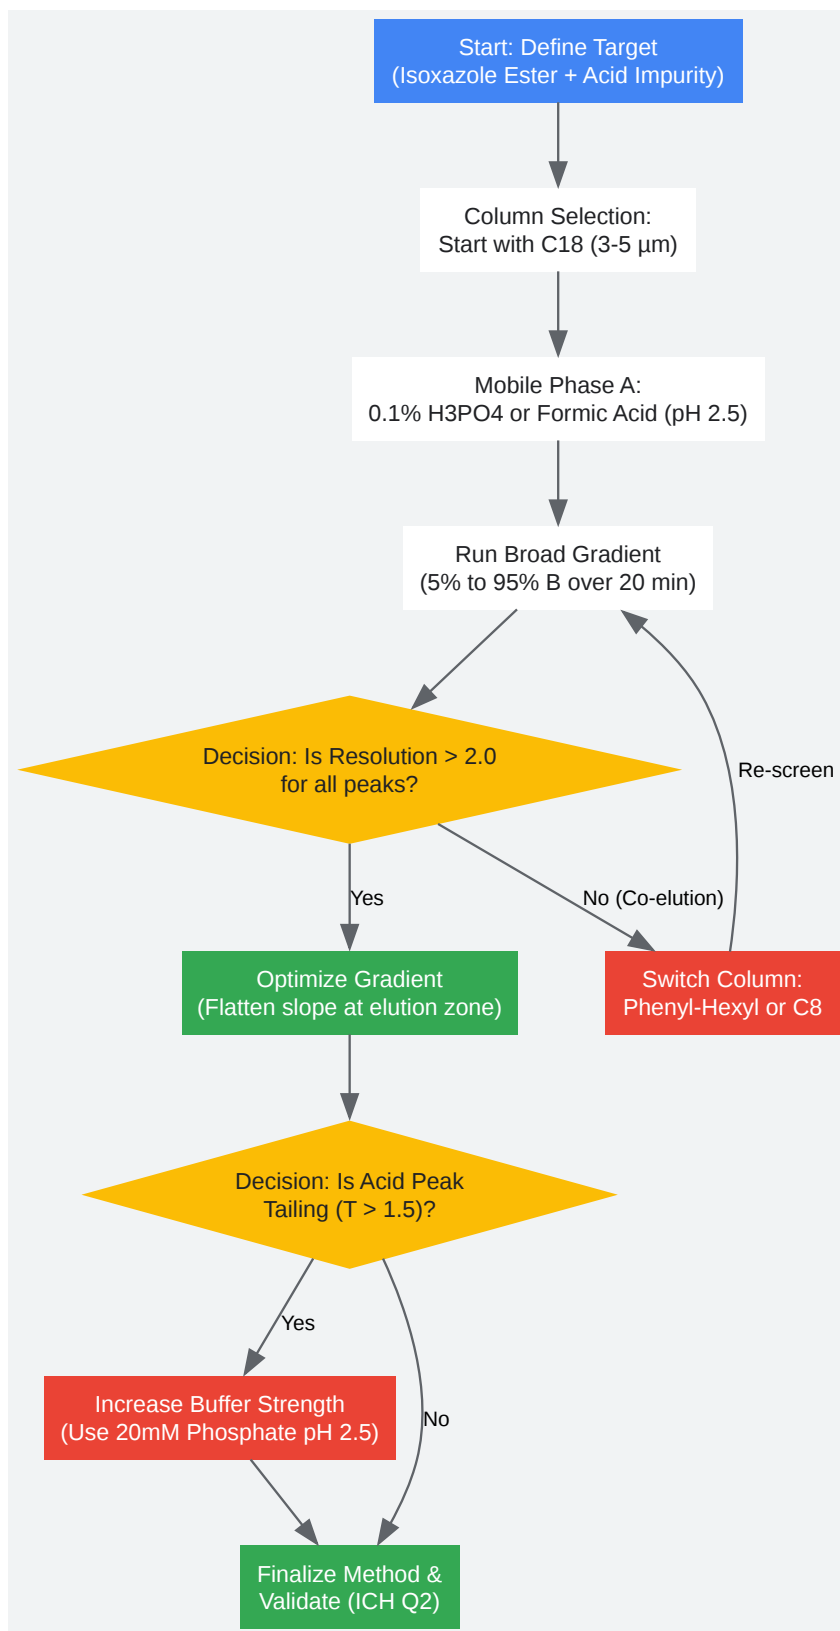 Start: Define Target
(Isoxazole Ester + Acid Impurity)
Column Selection:
Start with C18 (3-5 µm)
Mobile Phase A:
0.1% H3PO4 or Formic Acid (pH 2.5)
Run Broad Gradient
(5% to 95% B over 20 min)
Decision: Is Resolution > 2.0
for all peaks?
Re-screen
Yes
No (Co-elution)
Optimize Gradient
(Flatten slope at elution zone)
Switch Column:
Phenyl-Hexyl or C8
Decision: Is Acid Peak
Tailing (T > 1.5)?
Yes
No
Increase Buffer Strength
(Use 20mM Phosphate pH 2.5)
Finalize Method &
Validate (ICH Q2)